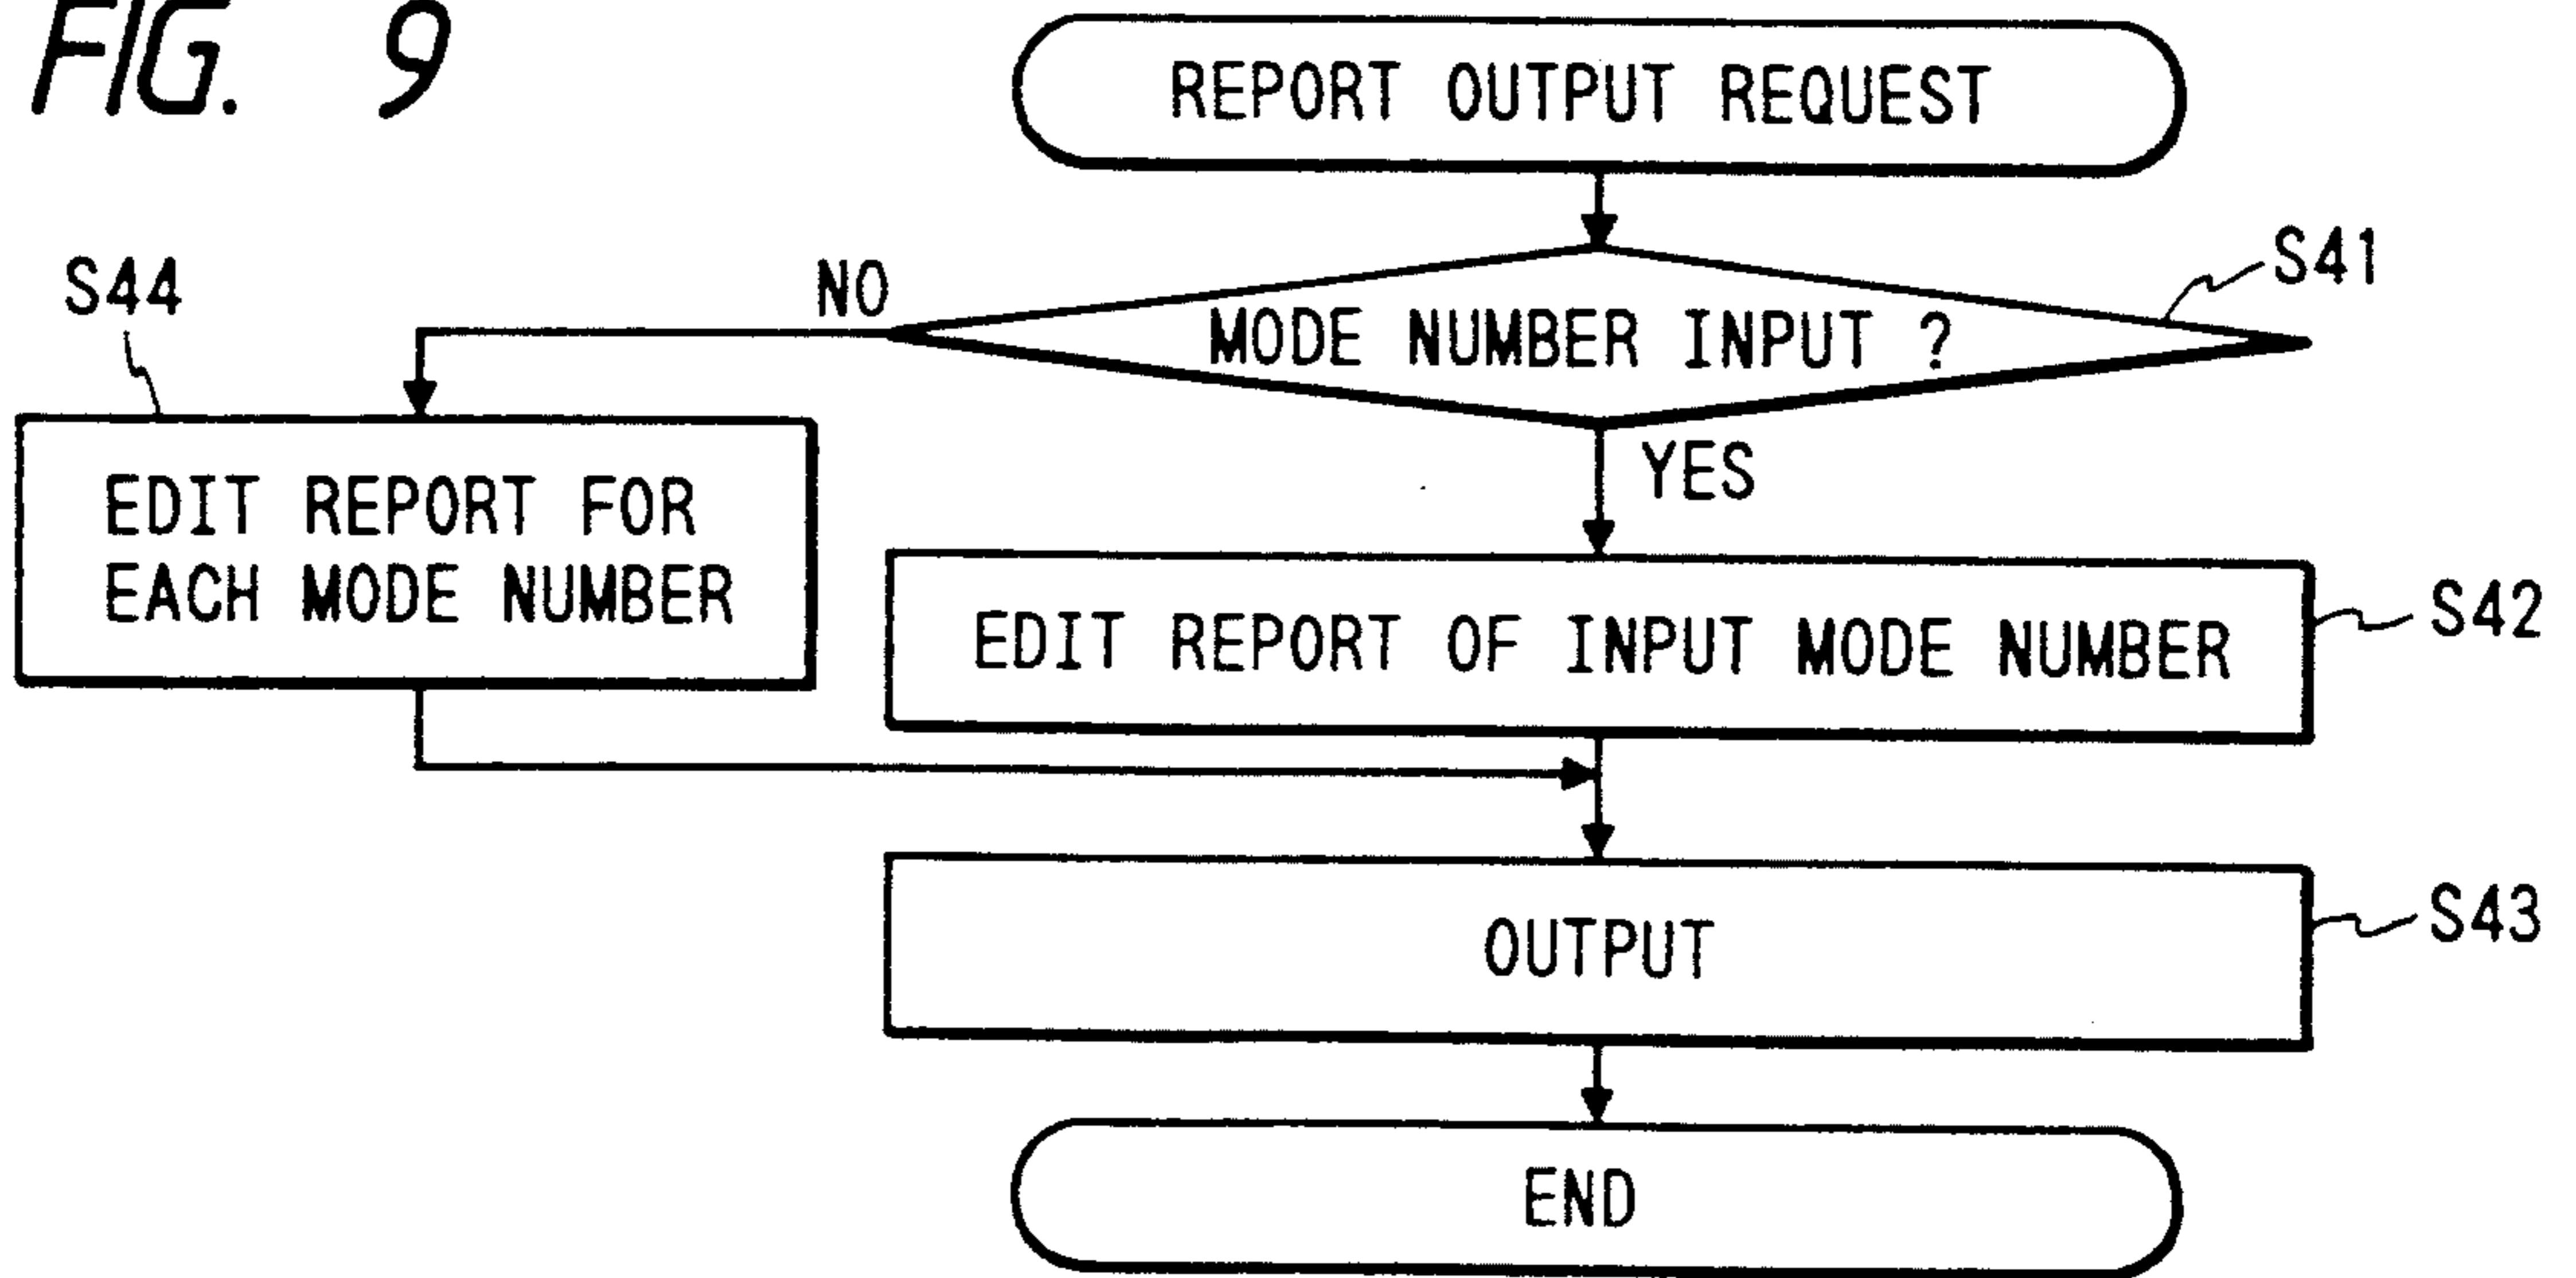 FIG. 9
REPORT OUTPUT REQUEST
S41
MODE NUMBER INPUT ?
NO
YES
S44
EDIT REPORT FOR
EACH MODE NUMBER
EDIT REPORT OF INPUT MODE NUMBER
S42
OUTPUT
S43
END